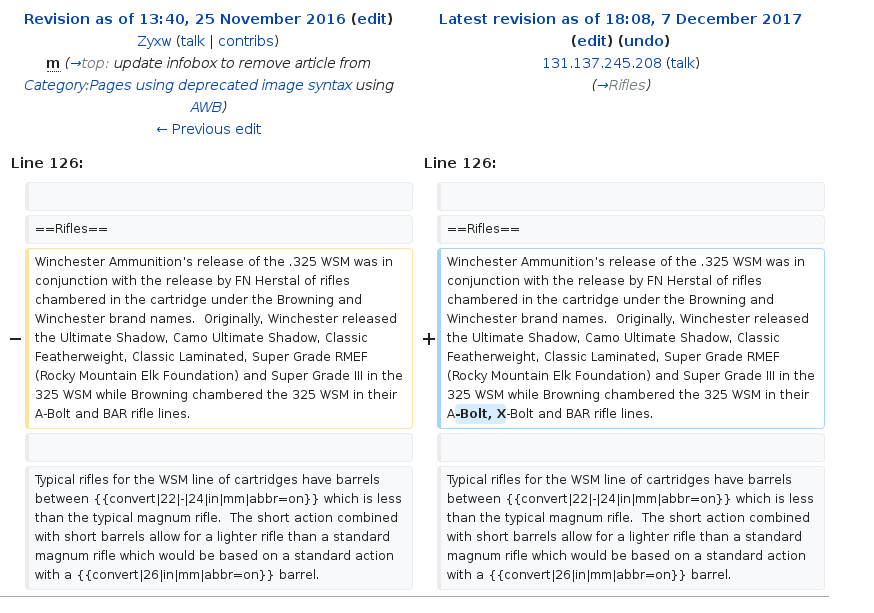 Revision as of 13:40, 25 November 2016 (edit)
Zyxw (talk | contribs)
m (→top: update infobox to remove article from
Category:Pages using deprecated image syntax using
AWB)
← Previous edit
Latest revision as of 18:08, 7 December 2017
(edit) (undo)
131.137.245.208 (talk)
(→Rifles)
Line 126:
Line 126:
==Rifles==
==Rifles==
−
Winchester Ammunition's release of the .325 WSM was in
conjunction with the release by FN Herstal of rifles
chambered in the cartridge under the Browning and
Winchester brand names.  Originally, Winchester released
the Ultimate Shadow, Camo Ultimate Shadow, Classic
Featherweight, Classic Laminated, Super Grade RMEF
(Rocky Mountain Elk Foundation) and Super Grade III in the
325 WSM while Browning chambered the 325 WSM in their
A-Bolt and BAR rifle lines.
+
Winchester Ammunition's release of the .325 WSM was in
conjunction with the release by FN Herstal of rifles
chambered in the cartridge under the Browning and
Winchester brand names.  Originally, Winchester released
the Ultimate Shadow, Camo Ultimate Shadow, Classic
Featherweight, Classic Laminated, Super Grade RMEF
(Rocky Mountain Elk Foundation) and Super Grade III in the
325 WSM while Browning chambered the 325 WSM in their
A-Bolt, X-Bolt and BAR rifle lines.
Typical rifles for the WSM line of cartridges have barrels
between {{convert|22|-|24|in|mm|abbr=on}} which is less
than the typical magnum rifle.  The short action combined
with short barrels allow for a lighter rifle than a standard
magnum rifle which would be based on a standard action
with a {{convert|26|in|mm|abbr=on}} barrel.
Typical rifles for the WSM line of cartridges have barrels
between {{convert|22|-|24|in|mm|abbr=on}} which is less
than the typical magnum rifle.  The short action combined
with short barrels allow for a lighter rifle than a standard
magnum rifle which would be based on a standard action
with a {{convert|26|in|mm|abbr=on}} barrel.